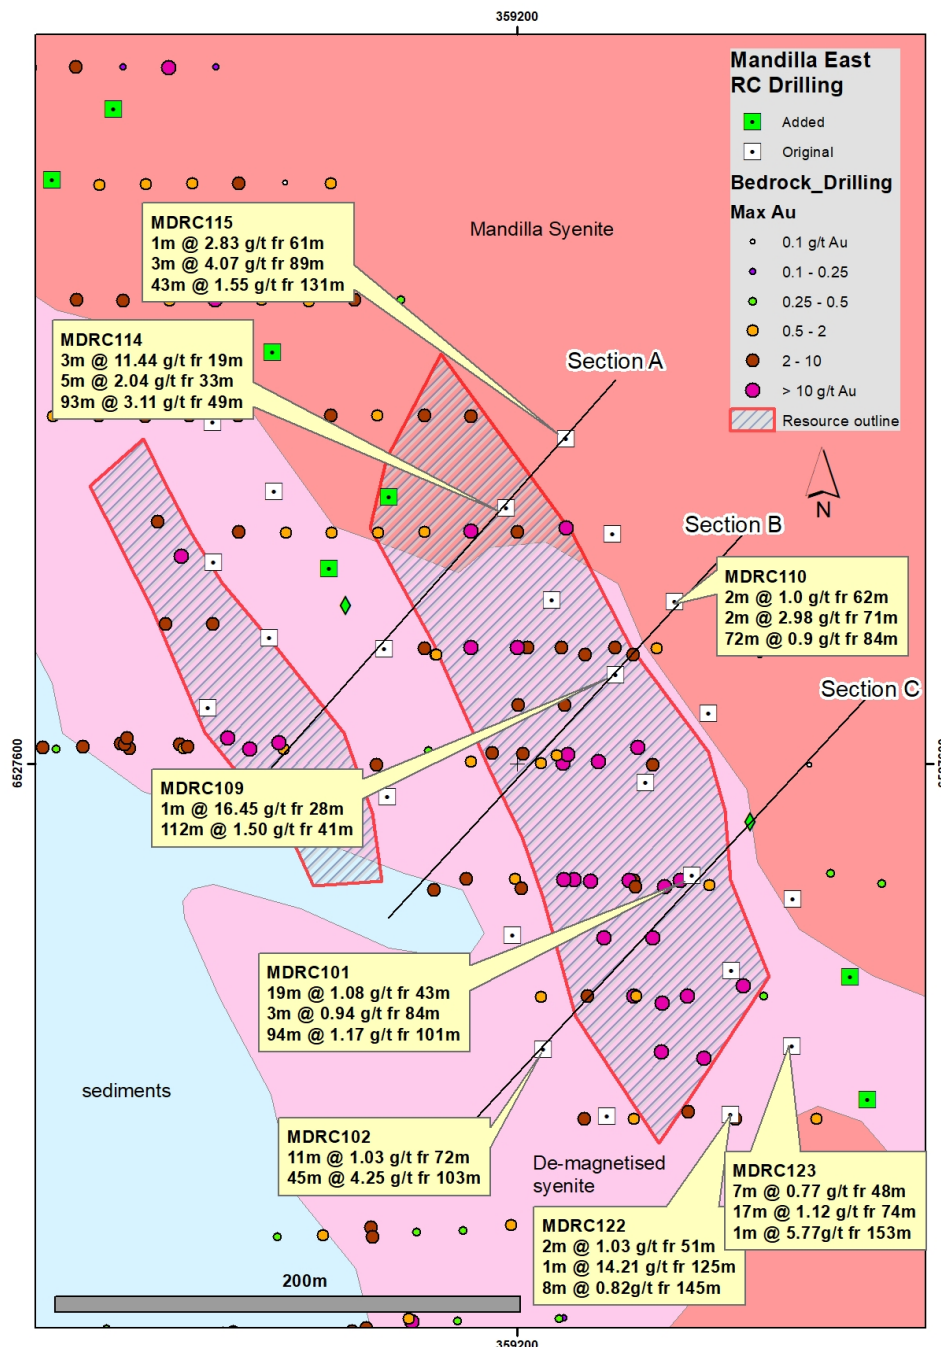 359200
Mandilla East
RC Drilling
Added
Original
Bedrock_Drilling
Max Au
0.1 g/t Au
0.1 - 0.25
0.25 - 0.5
0.5 - 2
2 - 10
> 10 g/t Au
Resource outline
N
Mandilla Syenite
MDRC115
1m @ 2.83 g/t fr 61m
3m @ 4.07 g/t fr 89m
43m @ 1.55 g/t fr 131m
MDRC114
3m @ 11.44 g/t fr 19m
5m @ 2.04 g/t fr 33m
93m @ 3.11 g/t fr 49m
Section A
Section B
MDRC110
2m @ 1.0 g/t fr 62m
2m @ 2.98 g/t fr 71m
72m @ 0.9 g/t fr 84m
Section C
6527600
MDRC109
1m @ 16.45 g/t fr 28m
112m @ 1.50 g/t fr 41m
MDRC101
19m @ 1.08 g/t fr 43m
3m @ 0.94 g/t fr 84m
94m @ 1.17 g/t fr 101m
sediments
MDRC102
11m @ 1.03 g/t fr 72m
45m @ 4.25 g/t fr 103m
De-magnetised
syenite
MDRC123
7m @ 0.77 g/t fr 48m
17m @ 1.12 g/t fr 74m
1m @ 5.77g/t fr 153m
MDRC122
2m @ 1.03 g/t fr 51m
1m @ 14.21 g/t fr 125m
8m @ 0.82g/t fr 145m
200m
359200